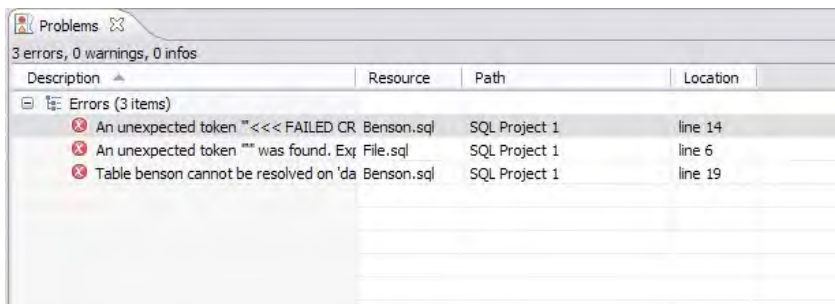 Problems
3 errors, 0 warnings, 0 infos
Description Resource Path Location
Errors (3 items)
An unexpected token "'<<< FAILED CR Benson.sql SQL Project 1 line 14
An unexpected token "" was found. Exp File.sql SQL Project 1 line 6
Table benson cannot be resolved on 'da Benson.sql SQL Project 1 line 19